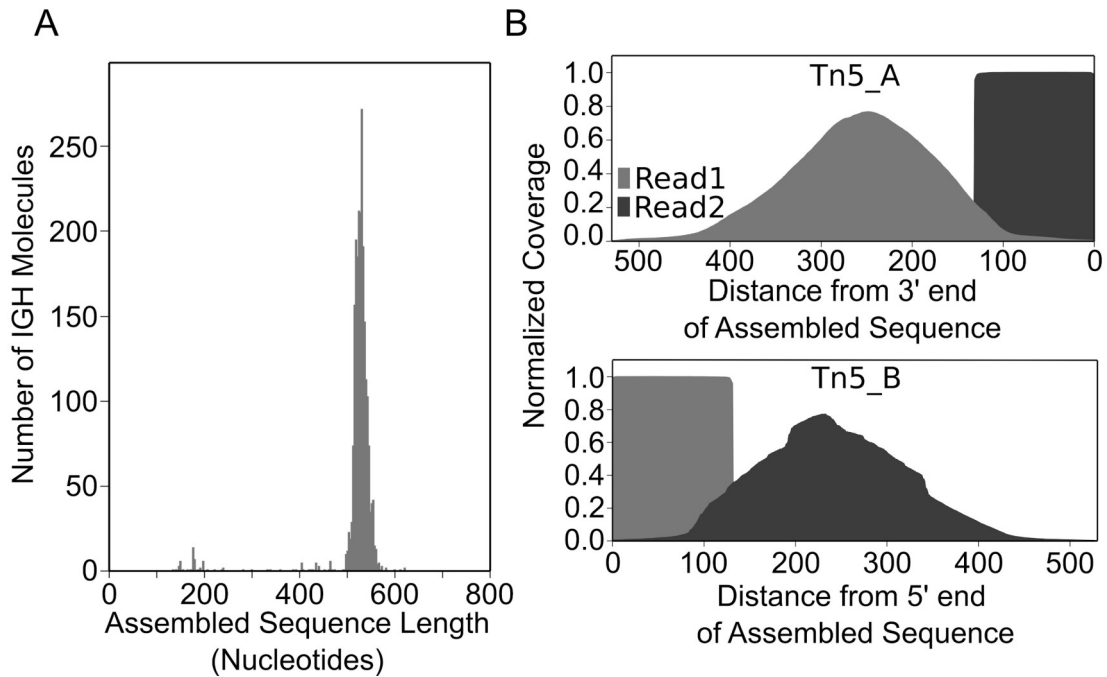 A
Number of IGH Molecules
250
200
150
100
50
0
0
200
400
600
800
Assembled Sequence Length
(Nucleotides)
B
Normalized Coverage
Tn5_A
1.0
0.8
0.6
0.4
0.2
0.0
Read1
Read2
500
400
300
200
100
0
Distance from 3' end
of Assembled Sequence
Tn5_B
1.0
0.8
0.6
0.4
0.2
0.0
0
100
200
300
400
500
Distance from 5' end
of Assembled Sequence